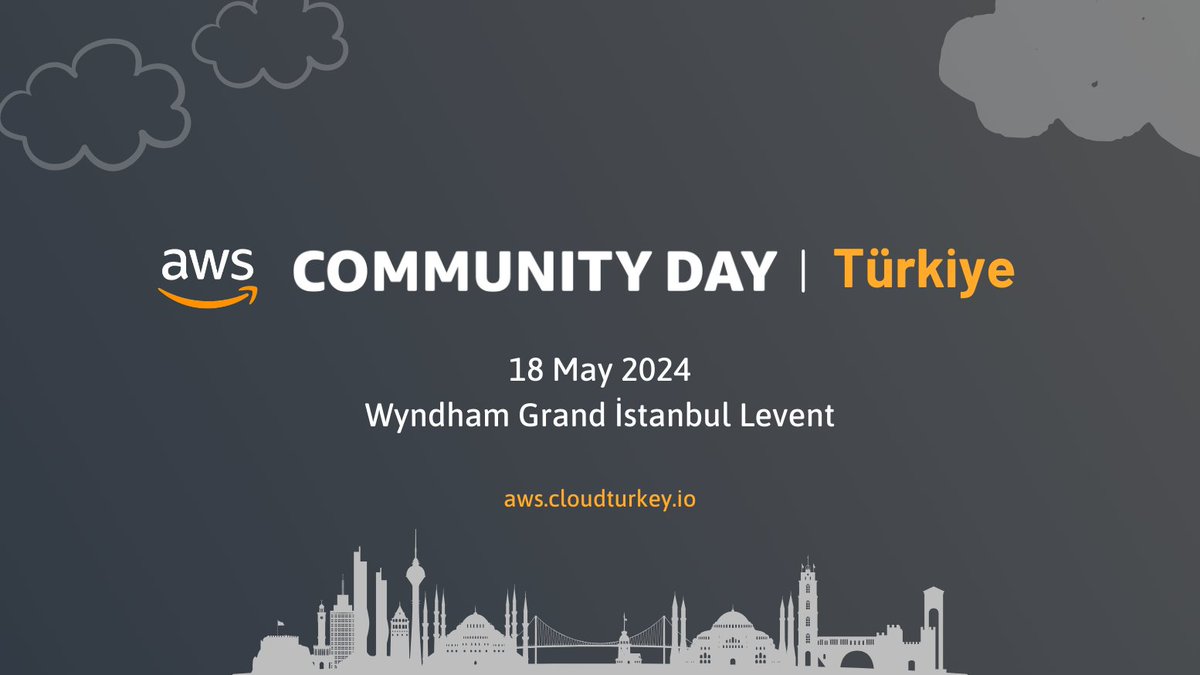 aws COMMUNITY DAY | Türkiye
18 May 2024
Wyndham Grand İstanbul Levent
aws.cloudturkey.io